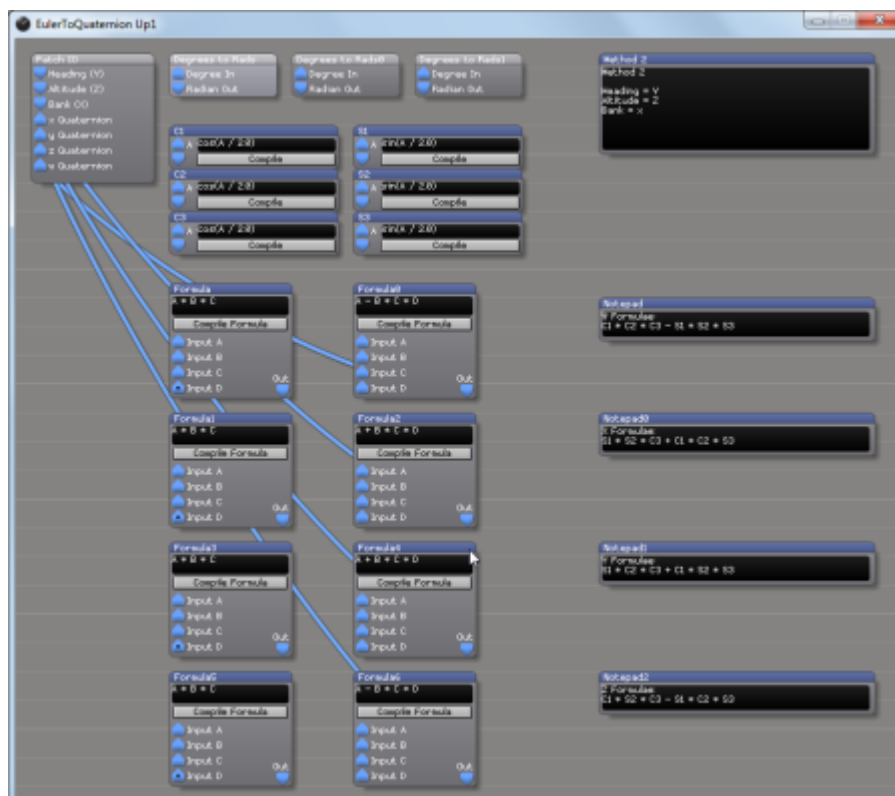 EulerToQuaternion Up1
Patch IO
Heading (Y)
Altitude (Z)
Bank (X)
x Quaternion
y Quaternion
z Quaternion
w Quaternion
Degrees to Rads
Degree In
Radian Out
Degrees to Rads0
Degree In
Radian Out
Degrees to Rads1
Degree In
Radian Out
Method 2
Method 2
Heading = Y
Altitude = Z
Bank = x
C1
A cos(A / 2.0)
Compile
S1
A sin(A / 2.0)
Compile
C2
A cos(A / 2.0)
Compile
S2
A sin(A / 2.0)
Compile
C3
A cos(A / 2.0)
Compile
S3
A sin(A / 2.0)
Compile
Formula
A * B * C
Compile Formula
Input A
Input B
Input C
Input D
Out
Formula0
A - B * C * D
Compile Formula
Input A
Input B
Input C
Input D
Out
Notepad
W Formulae
C1 * C2 * C3 - S1 * S2 * S3
Formula1
A * B * C
Compile Formula
Input A
Input B
Input C
Input D
Out
Formula2
A + B * C * D
Compile Formula
Input A
Input B
Input C
Input D
Out
Notepad0
X Formulae
S1 * S2 * C3 + C1 * C2 * S3
Formula3
A * B * C
Compile Formula
Input A
Input B
Input C
Input D
Out
Formula4
A + B * C * D
Compile Formula
Input A
Input B
Input C
Input D
Out
Notepad1
Y Formulae
S1 * C2 * C3 + C1 * S2 * S3
Formula5
A * B * C
Compile Formula
Input A
Input B
Input C
Input D
Out
Formula6
A - B * C * D
Compile Formula
Input A
Input B
Input C
Input D
Out
Notepad2
Z Formulae
C1 * S2 * C3 - S1 * C2 * S3